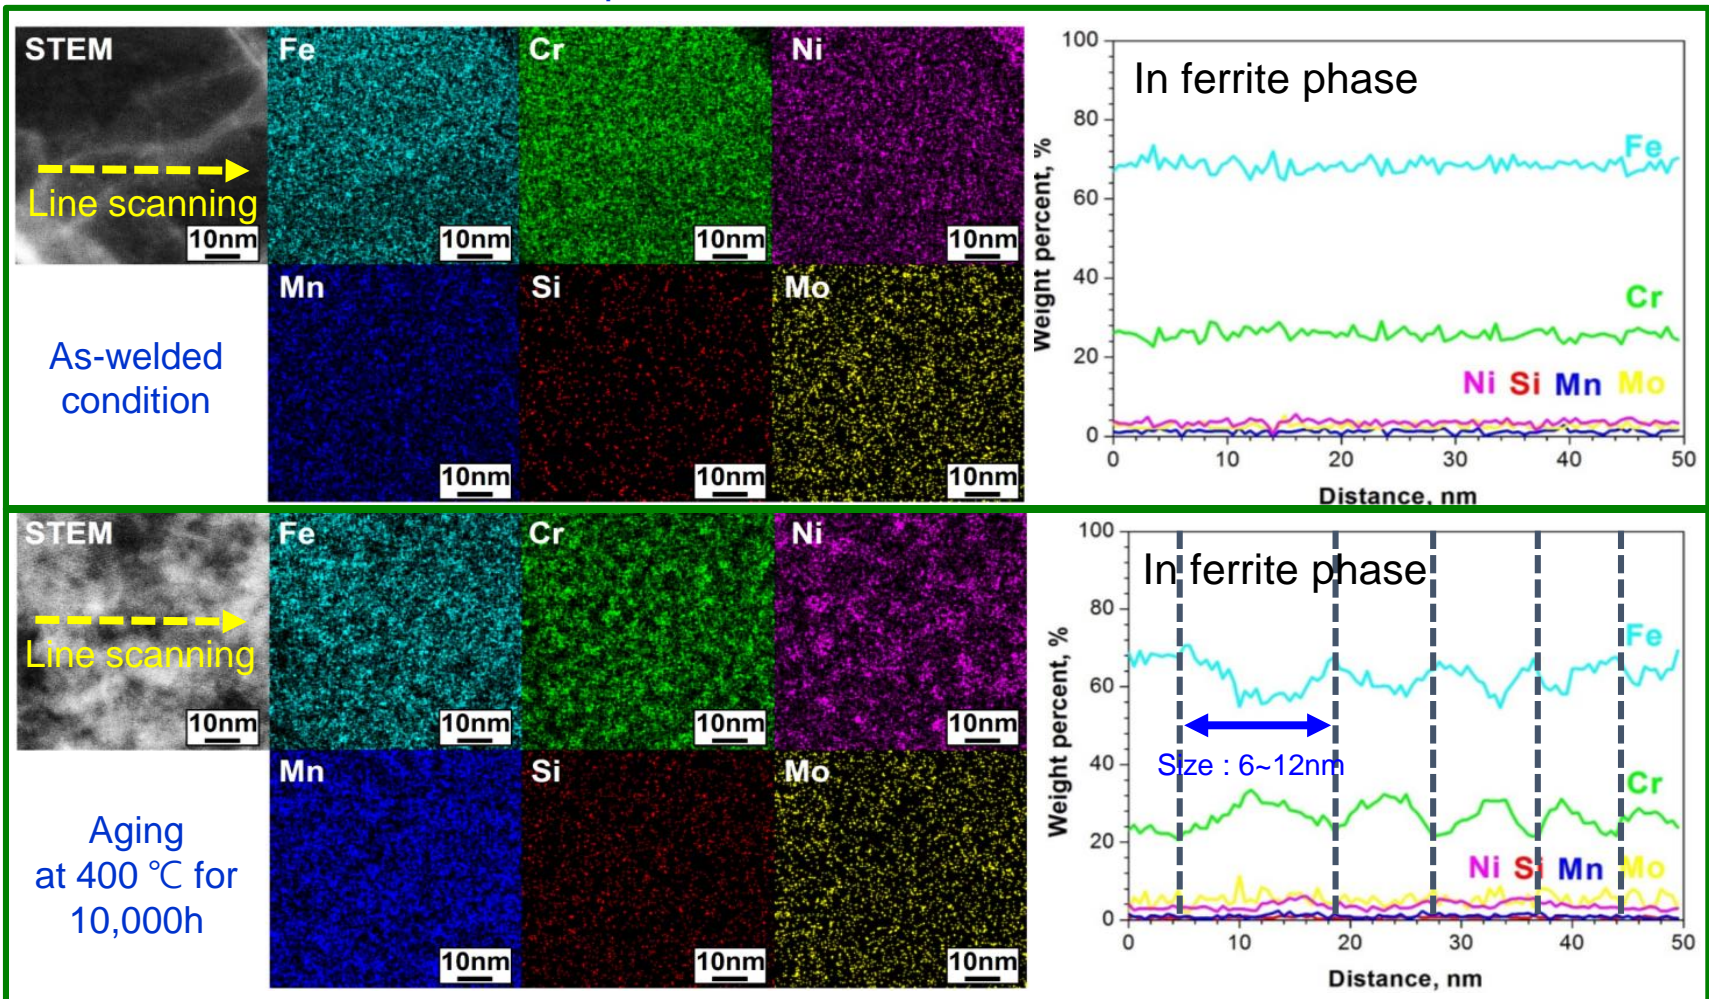 STEM
Fe
Cr
Ni
Line scanning
10nm
10nm
10nm
10nm
As-welded
condition
Mn
Si
Mo
10nm
10nm
10nm
Weight percent, %
100
80
60
40
20
0
In ferrite phase
Fe
Cr
Ni Si Mn Mo
0 10 20 30 40 50
Distance, nm
STEM
Fe
Cr
Ni
Line scanning
10nm
10nm
10nm
10nm
Aging
at 400 ℃ for
10,000h
Mn
Si
Mo
10nm
10nm
10nm
Weight percent, %
100
80
60
40
20
0
In ferrite phase
Fe
Size : 6~12nm
Cr
Ni Si Mn Mo
0 10 20 30 40 50
Distance, nm